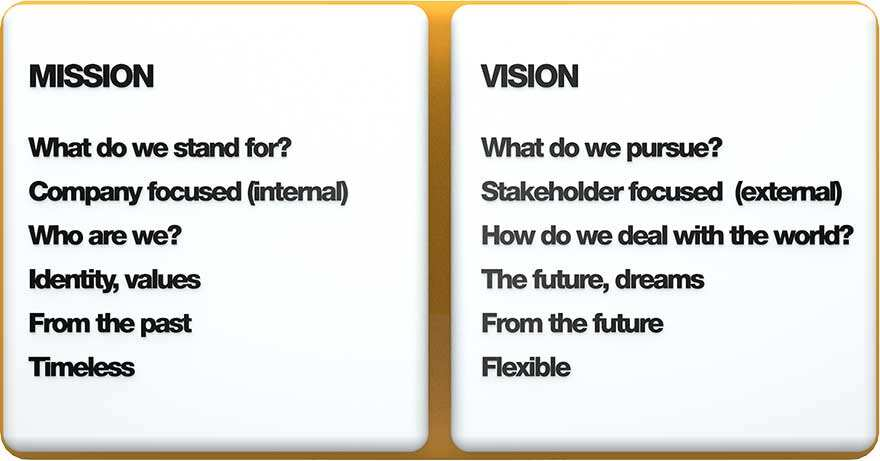 MISSION
What do we stand for?
Company focused (internal)
Who are we?
Identity, values
From the past
Timeless
VISION
What do we pursue?
Stakeholder focused  (external)
How do we deal with the world?
The future, dreams
From the future
Flexible